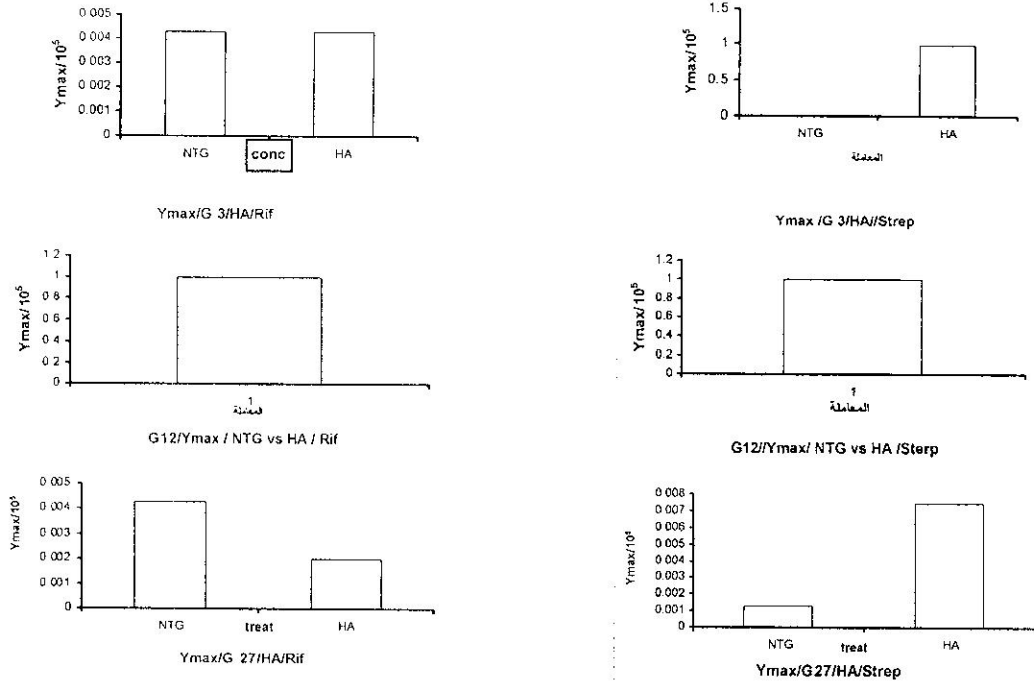 0.005
0.004
0.003
0.002
0.001
0
Ymax/10⁵
NTG
conc
HA
Ymax/G 3/HA/Rif
1.5
1
0.5
0
Ymax/10⁵
NTG
HA
المعاملة
Ymax /G 3/HA//Strep
1.2
1
0.8
0.6
0.4
0.2
0
Ymax/10⁵
1
المعاملة
G12/Ymax / NTG vs HA / Rif
1.2
1
0.8
0.6
0.4
0.2
0
Ymax/10⁵
1
المعاملة
G12//Ymax/ NTG vs HA /Sterp
0.005
0.004
0.003
0.002
0.001
0
Ymax/10⁵
NTG
treat
HA
Ymax/G 27/HA/Rif
0.008
0.007
0.006
0.005
0.004
0.003
0.002
0.001
0
Ymax/10⁵
NTG
treat
HA
Ymax/G27/HA/Strep